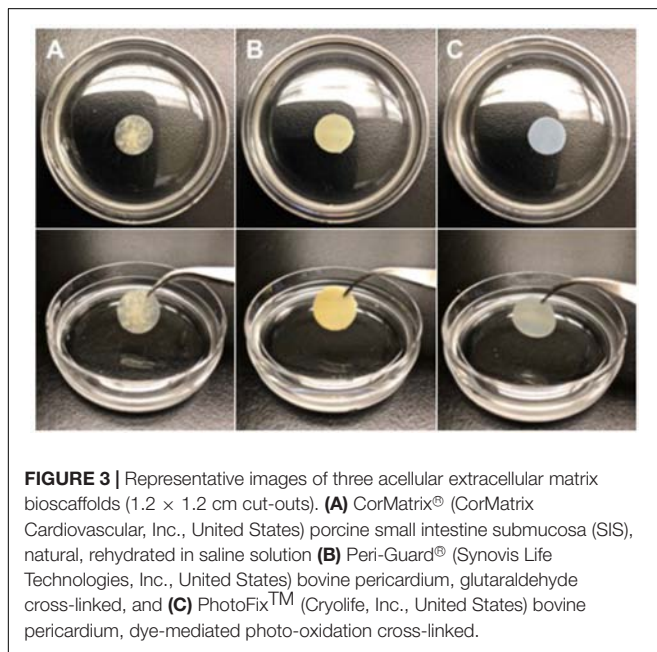 A
B
C
FIGURE 3 | Representative images of three acellular extracellular matrix
bioscaffolds (1.2 × 1.2 cm cut-outs). (A) CorMatrix® (CorMatrix
Cardiovascular, Inc., United States) porcine small intestine submucosa (SIS),
natural, rehydrated in saline solution (B) Peri-Guard® (Synovis Life
Technologies, Inc., United States) bovine pericardium, glutaraldehyde
cross-linked, and (C) PhotoFix™ (Cryolife, Inc., United States) bovine
pericardium, dye-mediated photo-oxidation cross-linked.